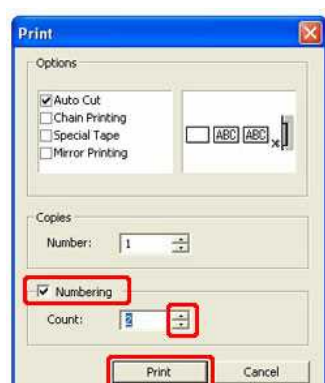 Print
Options
Auto Cut
Chain Printing
Special Tape
Mirror Printing
ABC ABC
Copies
Number: 1
Numbering
Count: 2
Print Cancel